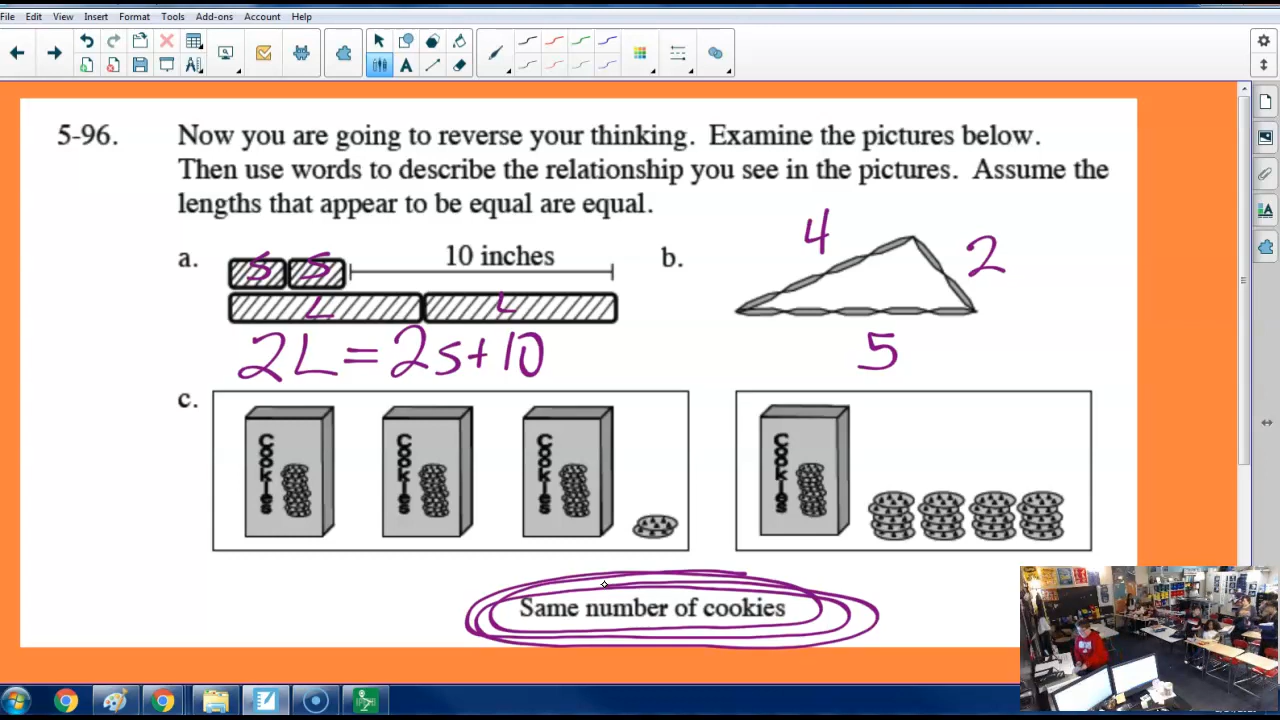 File Edit View Insert Format Tools Add-ons Account Help
5-96. Now you are going to reverse your thinking. Examine the pictures below.
Then use words to describe the relationship you see in the pictures. Assume the
lengths that appear to be equal are equal.
a. S S 10 inches
L L
2L = 2s + 10
b. 4 2
5
c. Cookies Cookies Cookies Cookies
Same number of cookies